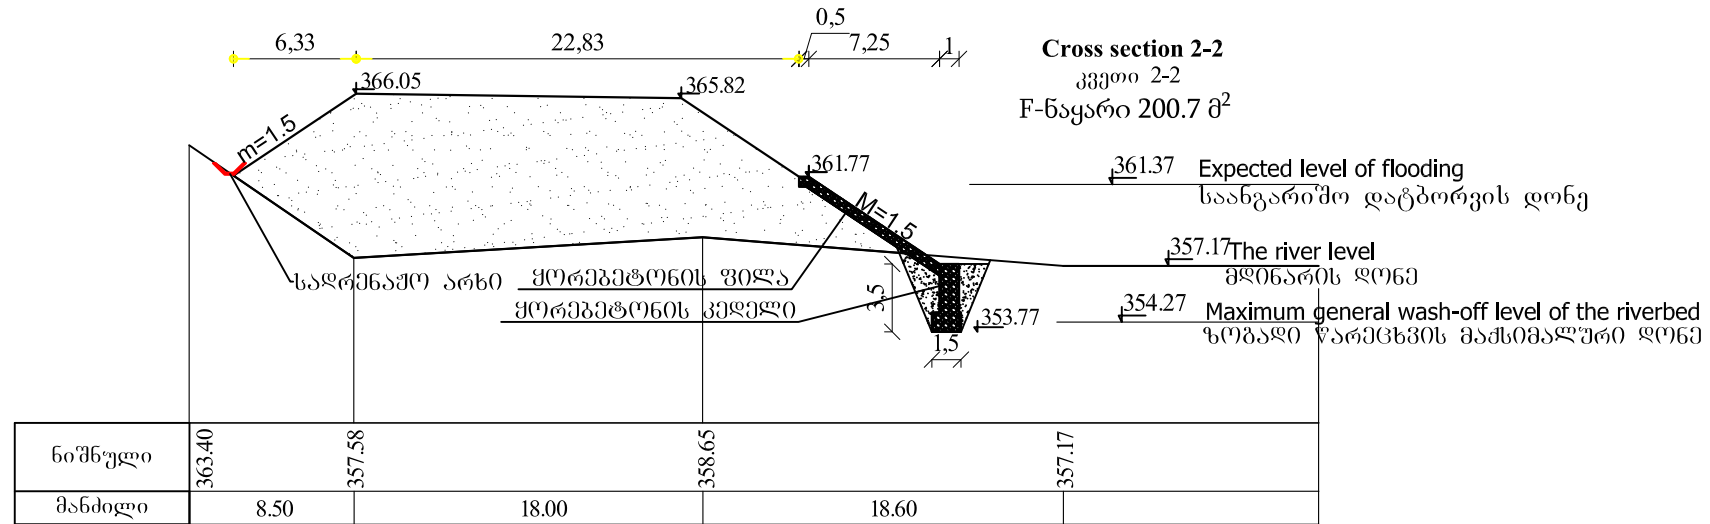 0,5
6,33 22,83 7,25 1
Cross section 2-2
კვეთი 2-2
F-ნაყარი 200.7 მ²
366.05 365.82
m=1.5
361.77
361.37 Expected level of flooding
საანგარიშო დატბორვის დონე
M=1.5
357.17 The river level
მდინარის დონე
სადრენაჟო არხი ყორებეტონის ფილა
ყორებეტონის კედელი
3,5
353.77
354.27 Maximum general wash-off level of the riverbed
ზოგადი წარეცხვის მაქსიმალური დონე
1,5
ნიშნული 363.40 357.58 358.65 357.17
მანძილი 8.50 18.00 18.60